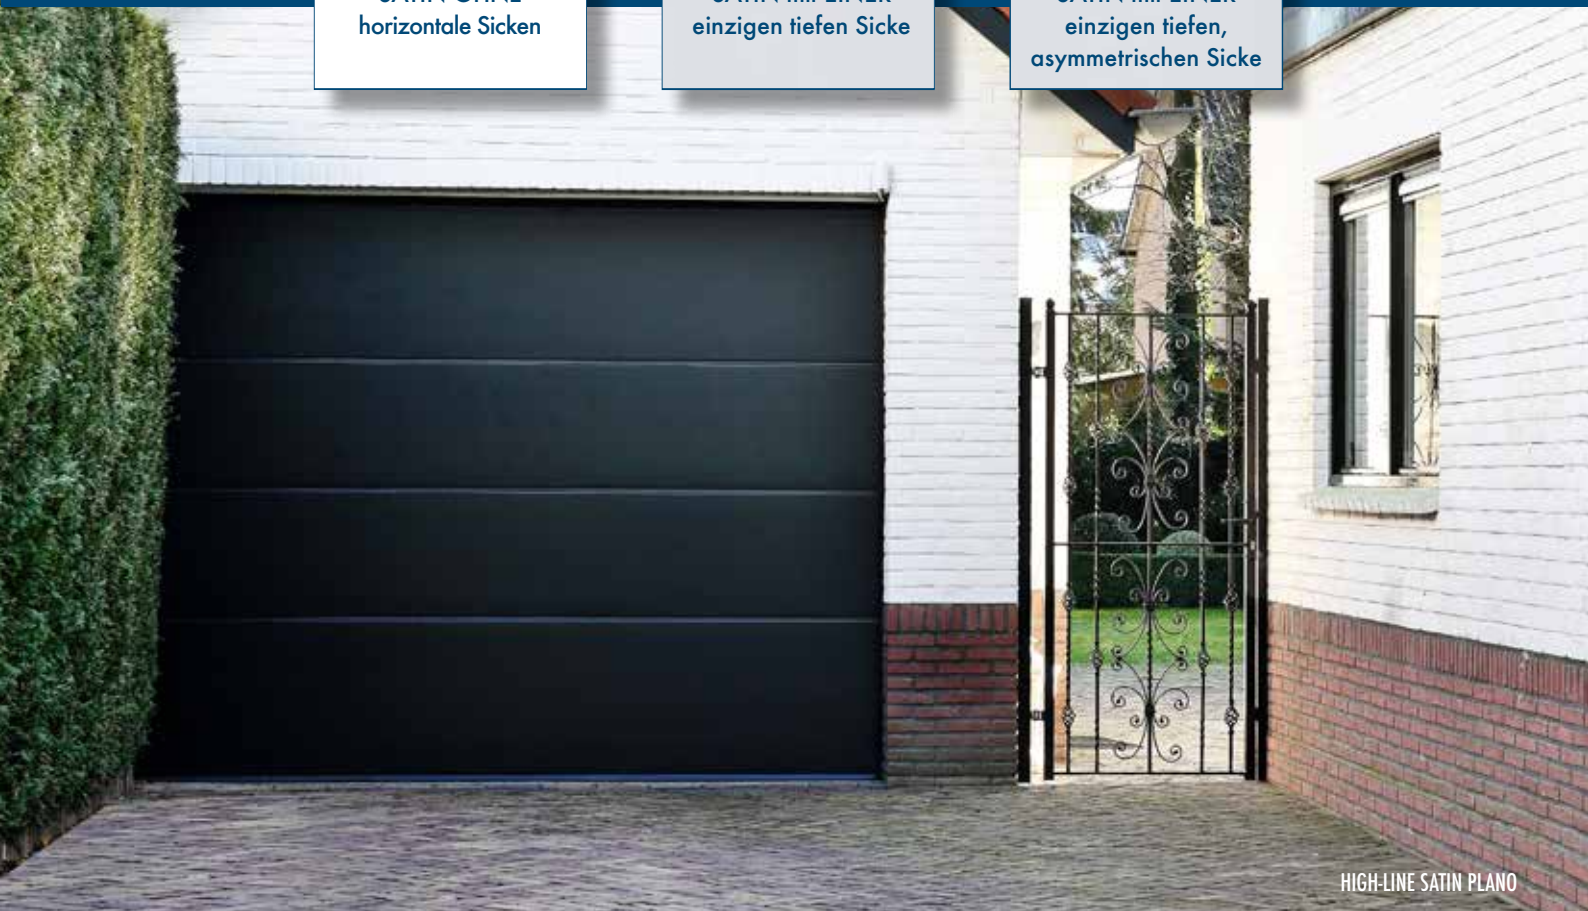 horizontale Sicken
einzigen tiefen Sicke
einzigen tiefen,
asymmetrischen Sicke
HIGH-LINE SATIN PLANO